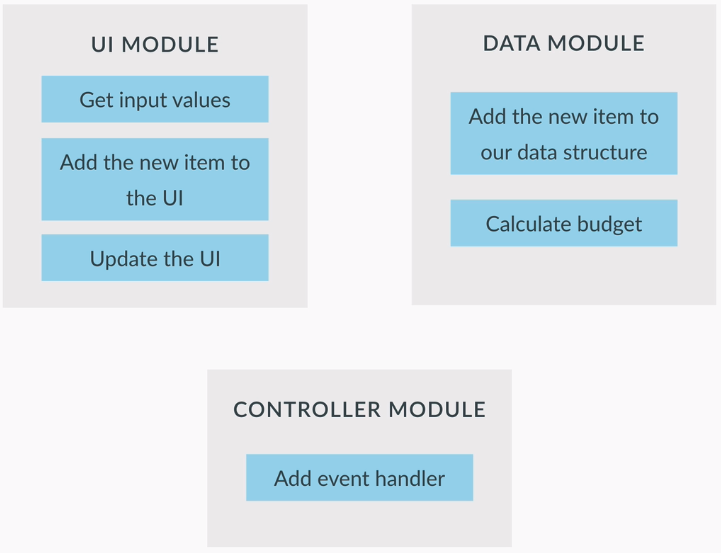 UI MODULE
Get input values
Add the new item to
the UI
Update the UI
DATA MODULE
Add the new item to
our data structure
Calculate budget
CONTROLLER MODULE
Add event handler